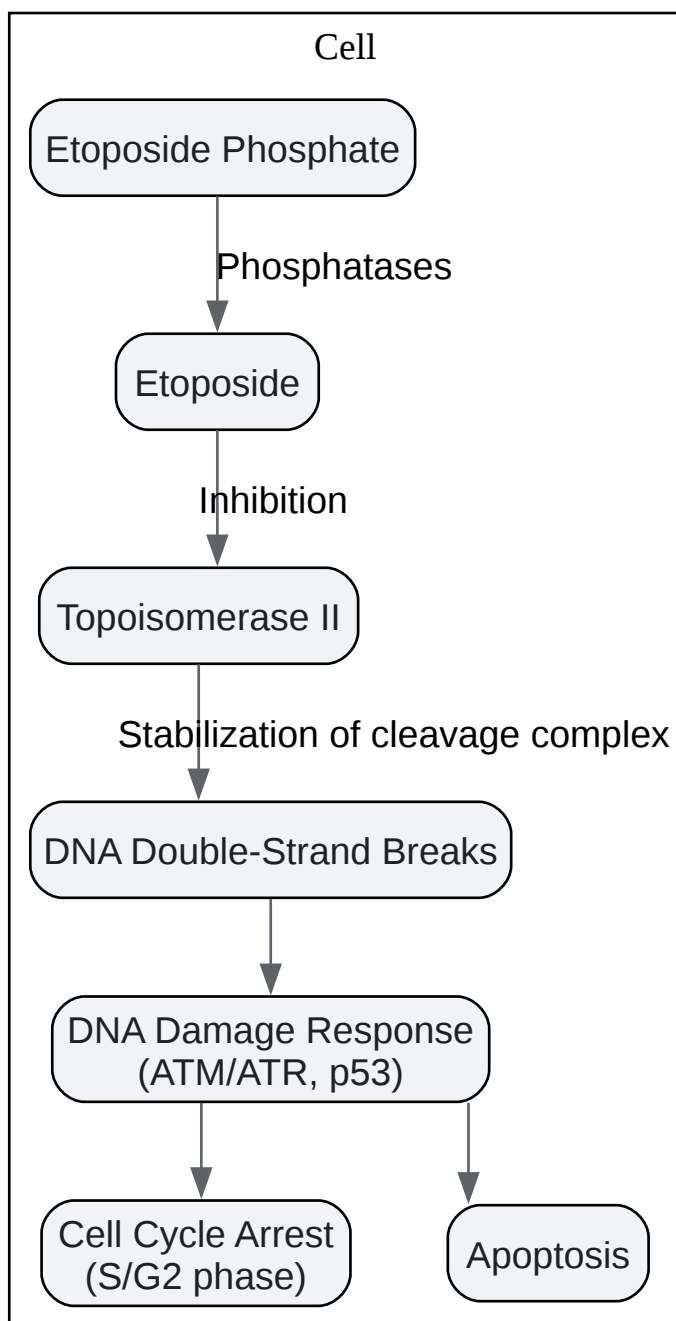 Cell
Etoposide Phosphate
Phosphatases
Etoposide
Inhibition
Topoisomerase II
Stabilization of cleavage complex
DNA Double-Strand Breaks
DNA Damage Response
(ATM/ATR, p53)
Cell Cycle Arrest
(S/G2 phase)
Apoptosis